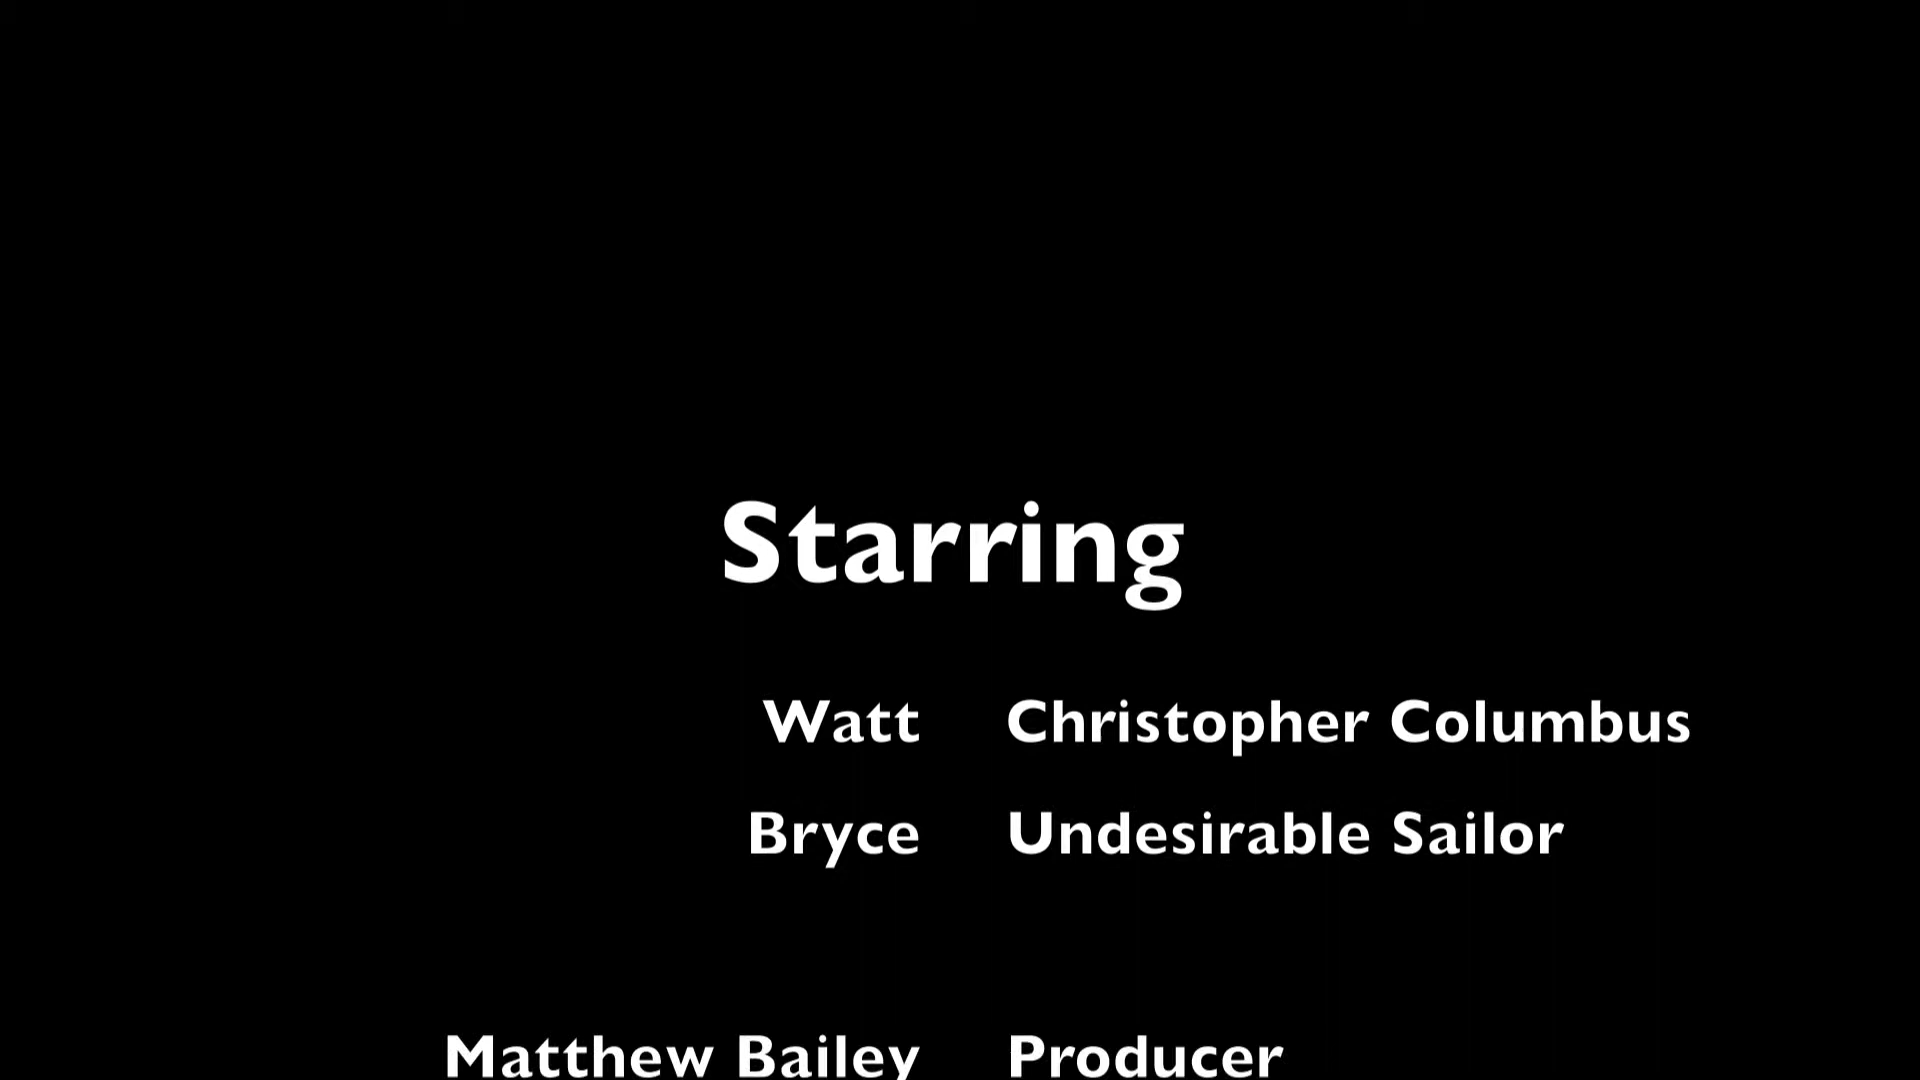 Starring
Watt Christopher Columbus
Bryce Undesirable Sailor
Matthew Bailey Producer